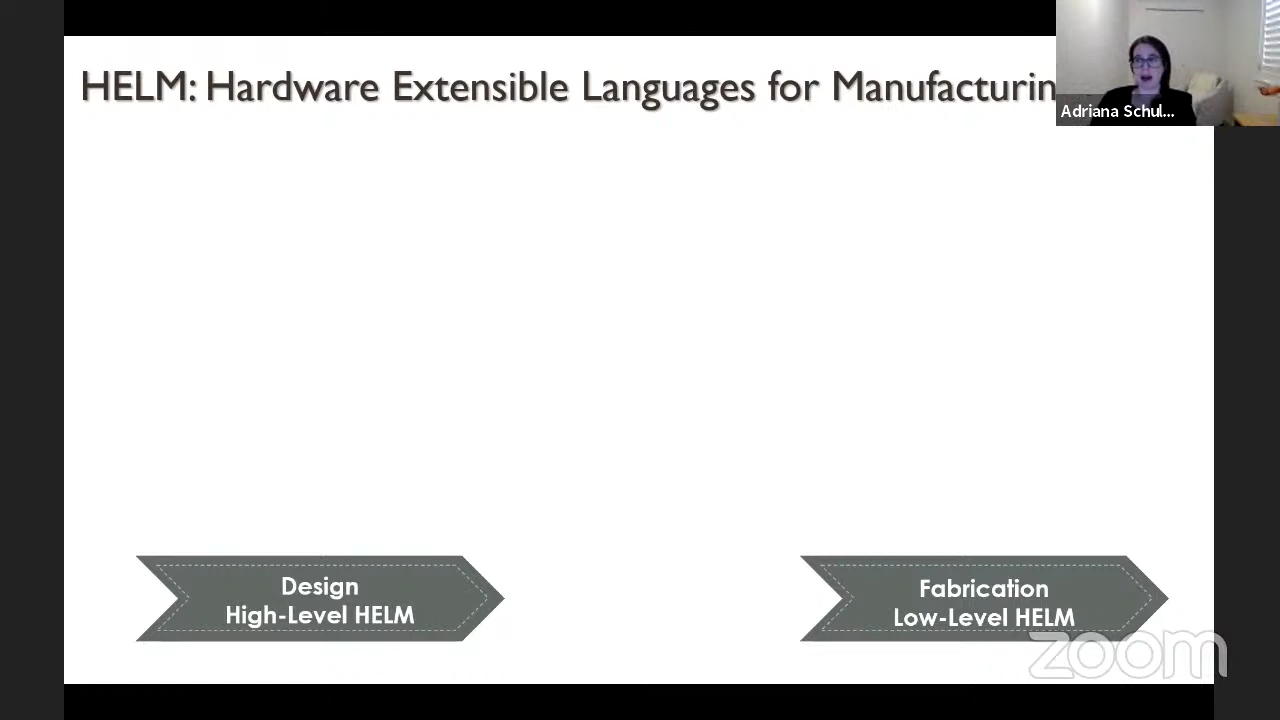 HELM: Hardware Extensible Languages for Manufacturin
Adriana Schul...
Design
High-Level HELM
Fabrication
Low-Level HELM
zoom